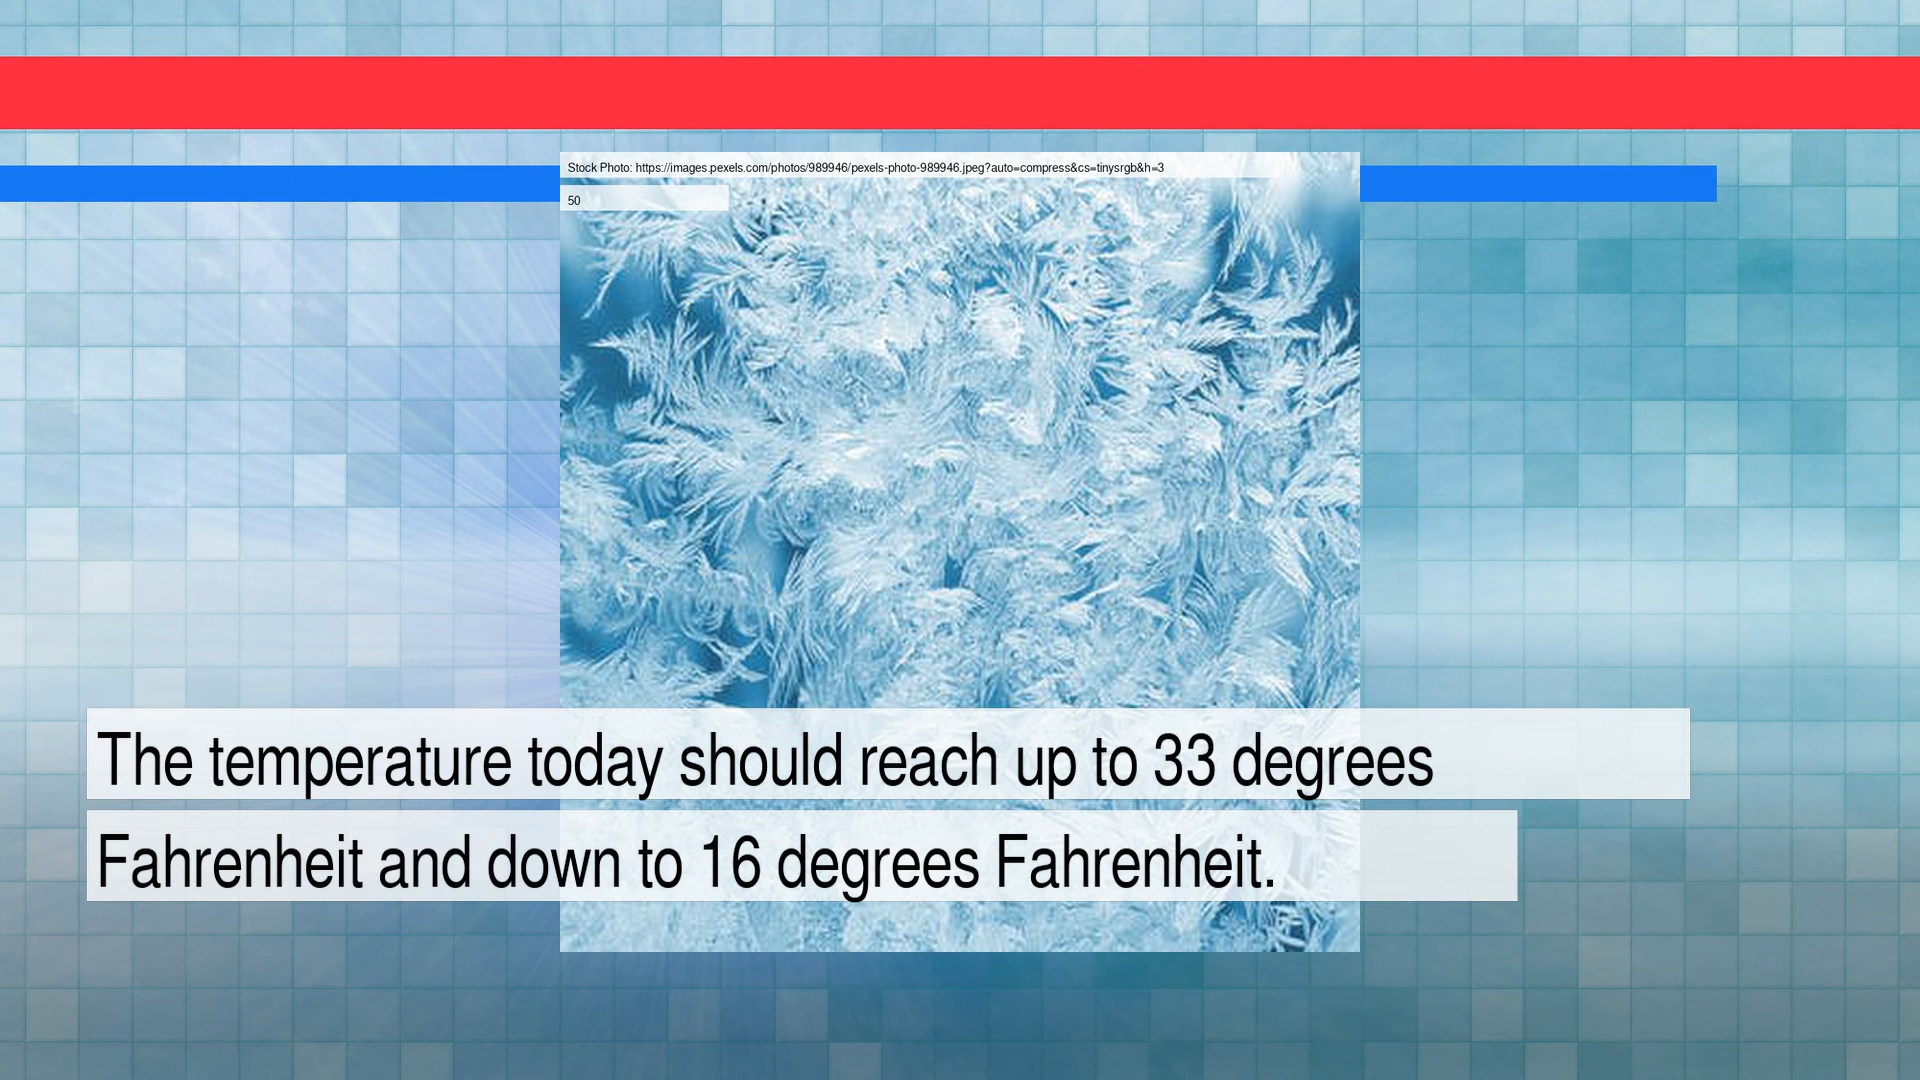 Stock Photo: https://images.pexels.com/photos/989946/pexels-photo-989946.jpeg?auto=compress&cs=tinysrgb&h=3
50
The temperature today should reach up to 33 degrees
Fahrenheit and down to 16 degrees Fahrenheit.